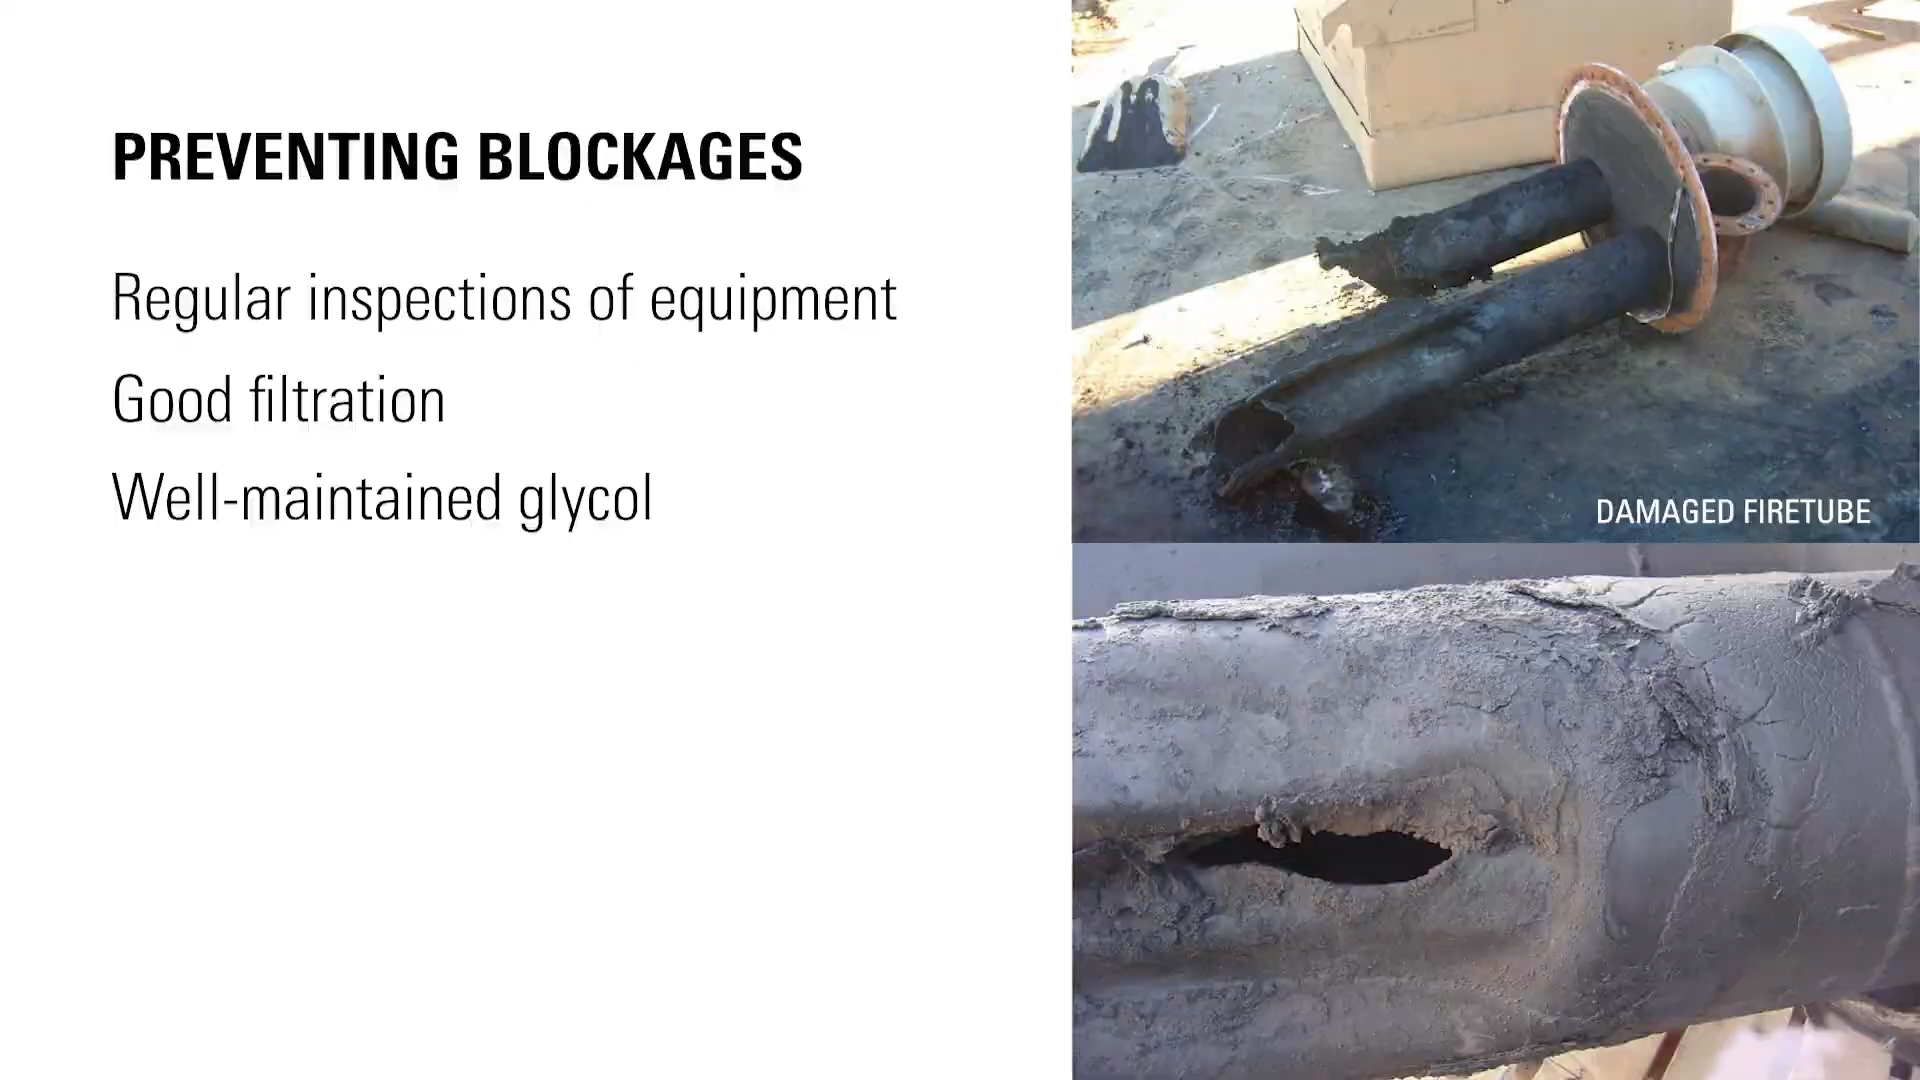 PREVENTING BLOCKAGES
Regular inspections of equipment
Good filtration
Well-maintained glycol
DAMAGED FIRETUBE